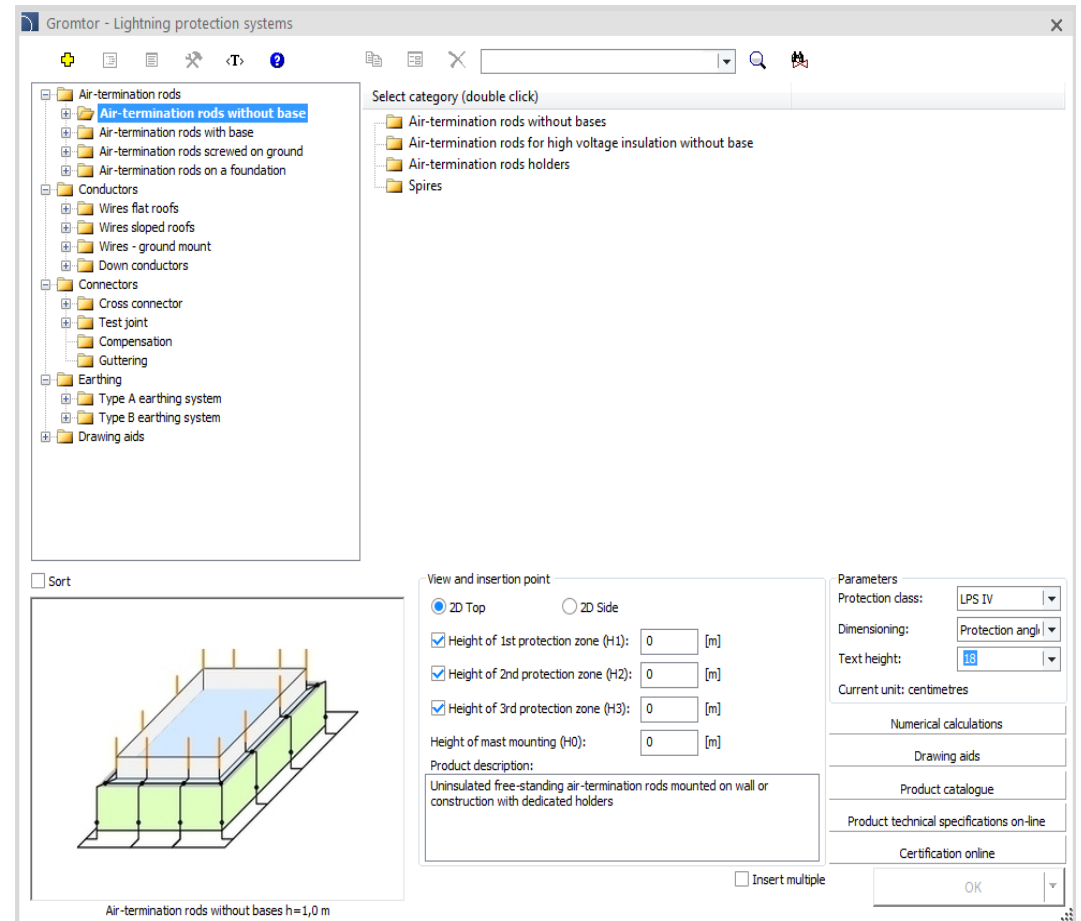 Gromtor - Lightning protection systems
<T>
?
Air-termination rods
Air-termination rods without base
Air-termination rods with base
Air-termination rods screwed on ground
Air-termination rods on a foundation
Conductors
Wires flat roofs
Wires sloped roofs
Wires - ground mount
Down conductors
Connectors
Cross connector
Test joint
Compensation
Guttering
Earthing
Type A earthing system
Type B earthing system
Drawing aids
Select category (double click)
Air-termination rods without bases
Air-termination rods for high voltage insulation without base
Air-termination rods holders
Spires
Sort
Air-termination rods without bases h=1,0 m
View and insertion point
2D Top 2D Side
Height of 1st protection zone (H1): 0 [m]
Height of 2nd protection zone (H2): 0 [m]
Height of 3rd protection zone (H3): 0 [m]
Height of mast mounting (H0): 0 [m]
Product description:
Uninsulated free-standing air-termination rods mounted on wall or
construction with dedicated holders
Insert multiple
Parameters
Protection class: LPS IV
Dimensioning: Protection angl
Text height: 18
Current unit: centimetres
Numerical calculations
Drawing aids
Product catalogue
Product technical specifications on-line
Certification online
OK